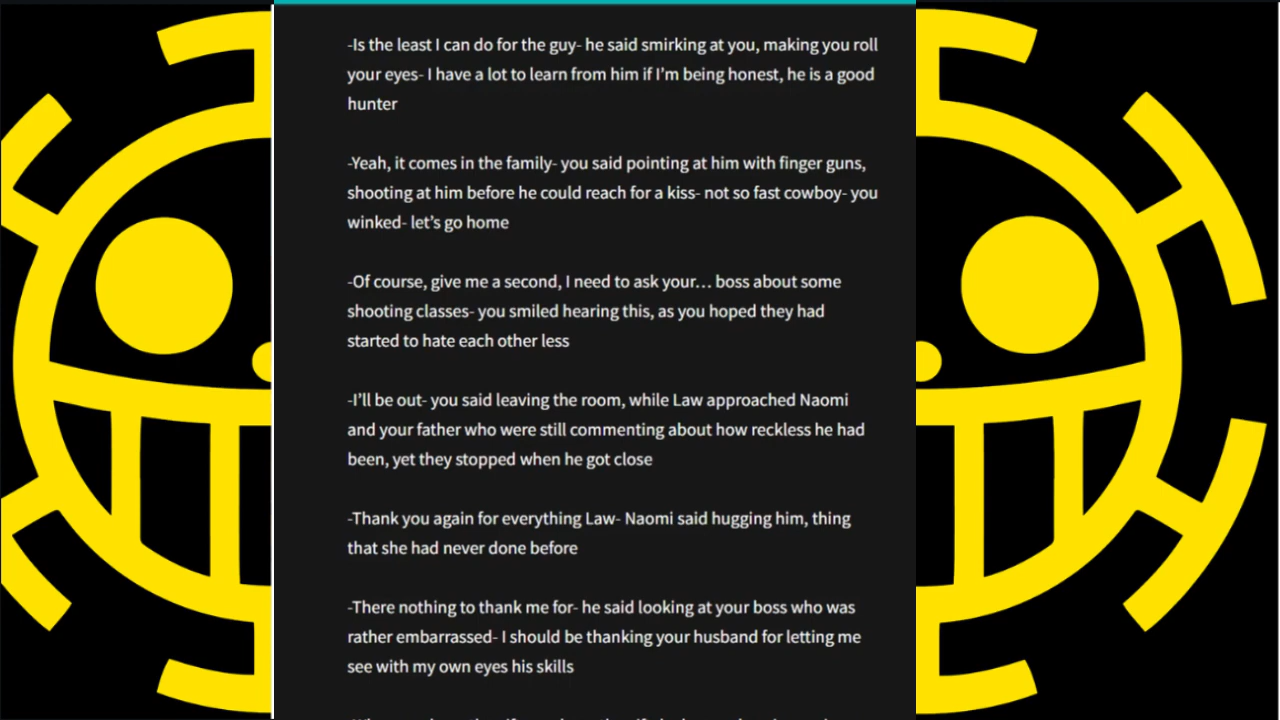 -Is the least I can do for the guy- he said smirking at you, making you roll
your eyes- I have a lot to learn from him if I'm being honest, he is a good
hunter
-Yeah, it comes in the family- you said pointing at him with finger guns,
shooting at him before he could reach for a kiss- not so fast cowboy- you
winked- let's go home
-Of course, give me a second, I need to ask your... boss about some
shooting classes- you smiled hearing this, as you hoped they had
started to hate each other less
-I'll be out- you said leaving the room, while Law approached Naomi
and your father who were still commenting about how reckless he had
been, yet they stopped when he got close
-Thank you again for everything Law- Naomi said hugging him, thing
that she had never done before
-There nothing to thank me for- he said looking at your boss who was
rather embarrassed- I should be thanking your husband for letting me
see with my own eyes his skills